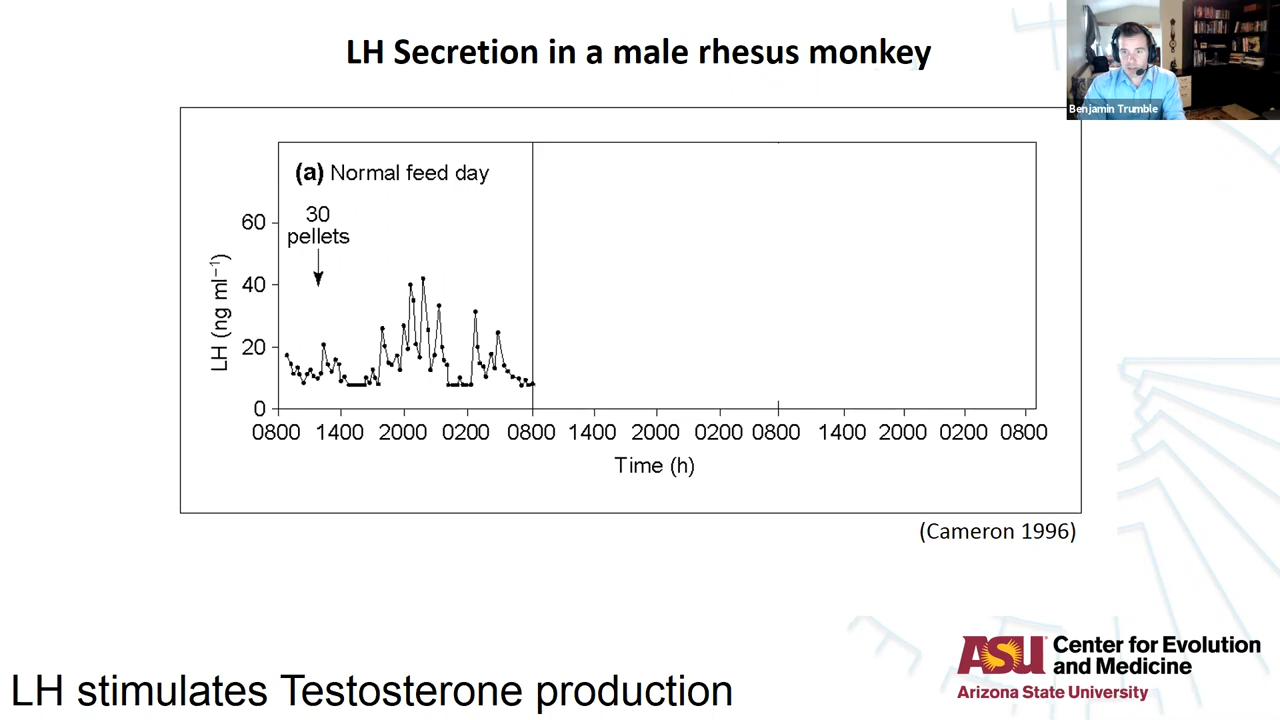 LH Secretion in a male rhesus monkey
Benjamin Trumble
(a) Normal feed day
30
pellets
60
40
20
0
LH (ng ml⁻¹)
0800 1400 2000 0200 0800 1400 2000 0200 0800 1400 2000 0200 0800
Time (h)
(Cameron 1996)
LH stimulates Testosterone production
ASU Center for Evolution
and Medicine
Arizona State University